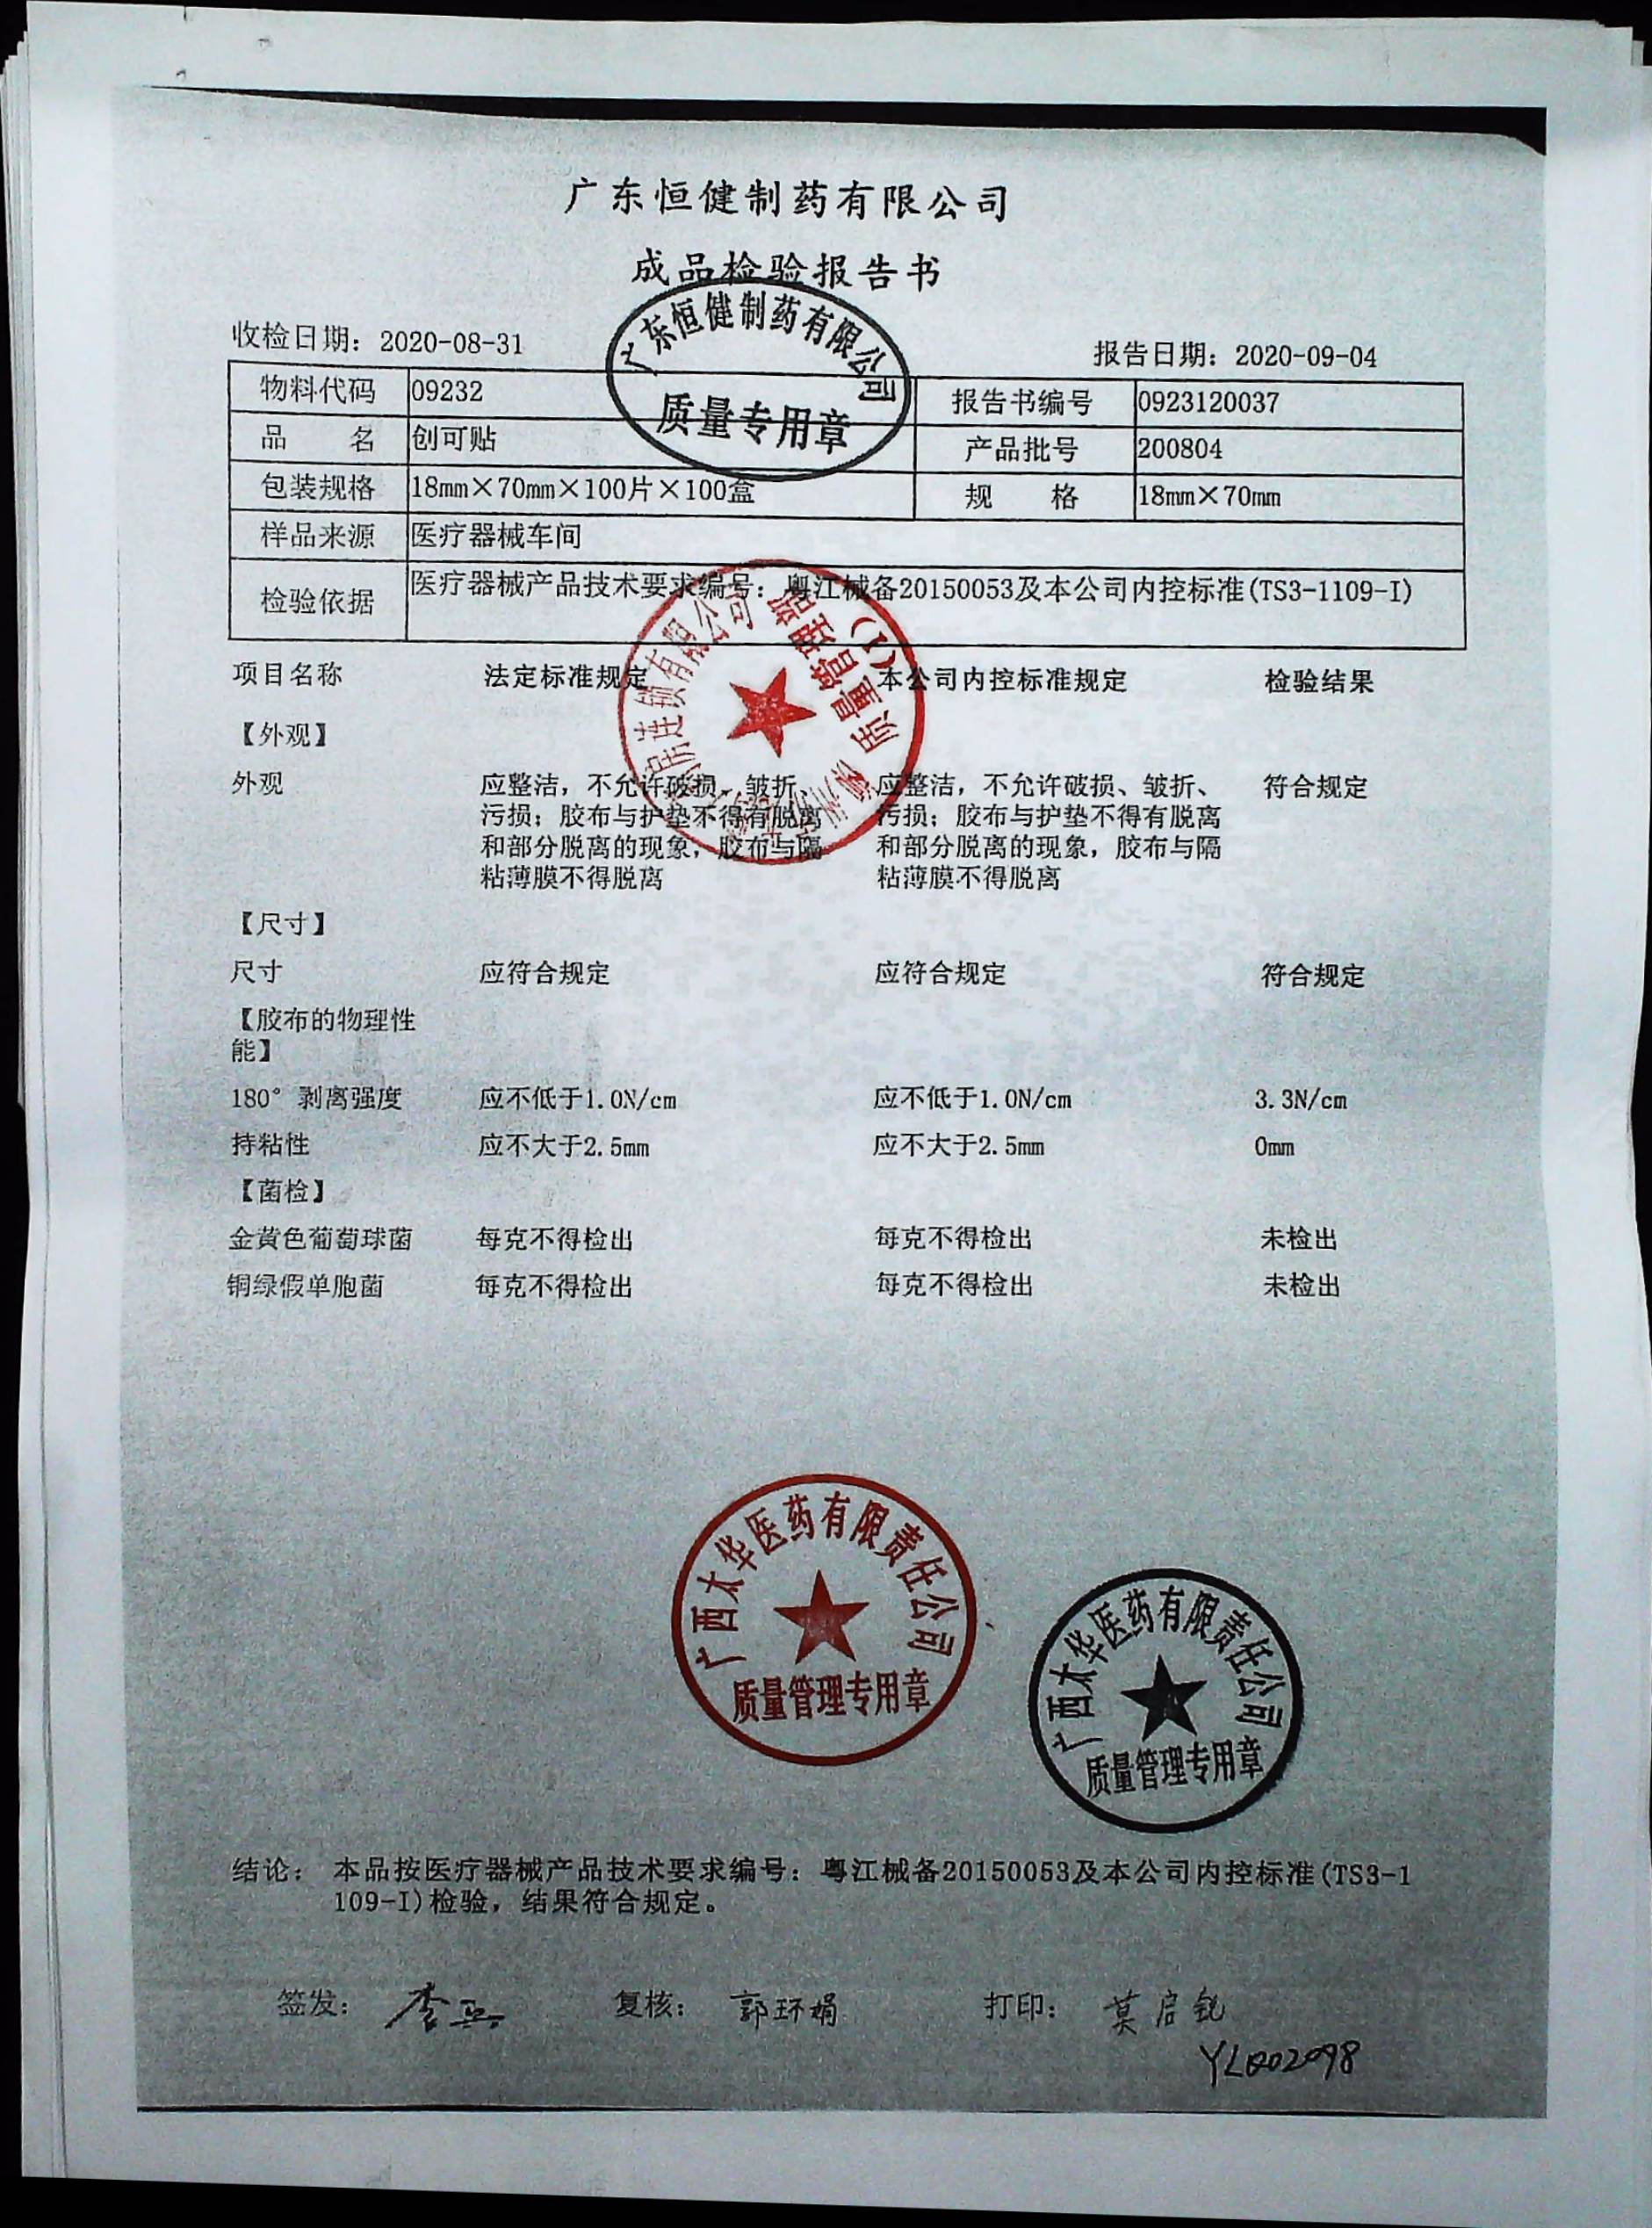 广东恒健制药有限公司
成品检验报告书
广东恒健制药有限公司
质量专用章
收检日期：2020-08-31 报告日期：2020-09-04
物料代码 09232 报告书编号 0923120037
品 名 创可贴 产品批号 200804
包装规格 18mm×70mm×100片×100盒 规 格 18mm×70mm
样品来源 医疗器械车间
检验依据 医疗器械产品技术要求编号：粤江械备20150053及本公司内控标准(TS3-1109-I)
连锁有限公司
(1)
项目名称 法定标准规定 本公司内控标准规定 检验结果
【外观】
外观 应整洁，不允许破损、皱折、 应整洁，不允许破损、皱折、 符合规定
污损；胶布与护垫不得有脱离 污损；胶布与护垫不得有脱离
和部分脱离的现象，胶布与隔 和部分脱离的现象，胶布与隔
粘薄膜不得脱离 粘薄膜不得脱离
【尺寸】
尺寸 应符合规定 应符合规定 符合规定
【胶布的物理性
能】
180°剥离强度 应不低于1.0N/cm 应不低于1.0N/cm 3.3N/cm
持粘性 应不大于2.5mm 应不大于2.5mm 0mm
【菌检】
金黄色葡萄球菌 每克不得检出 每克不得检出 未检出
铜绿假单胞菌 每克不得检出 每克不得检出 未检出
广西太华医药有限责任公司
质量管理专用章
广西太华医药有限责任公司
质量管理专用章
结论： 本品按医疗器械产品技术要求编号：粤江械备20150053及本公司内控标准(TS3-1
109-I)检验，结果符合规定。
签发： 复核： 郭环娟 打印： 莫启锐